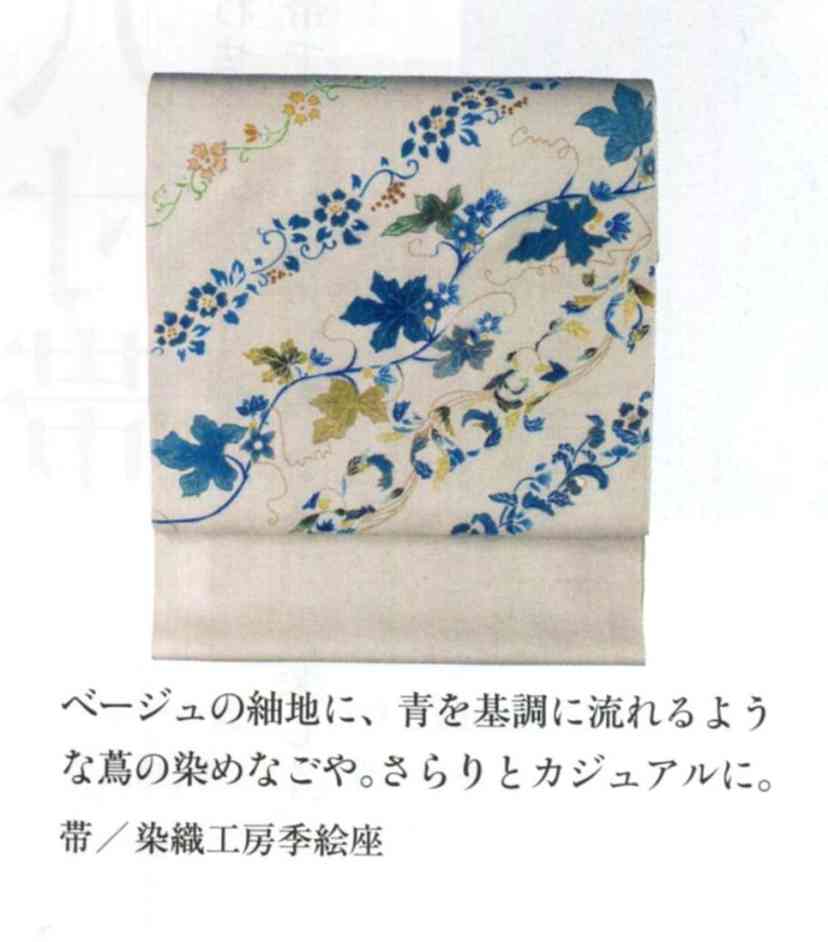 ベージュの紬地に、青を基調に流れるよう
な蔦の染めなごや。さらりとカジュアルに。
帯／染織工房季絵座